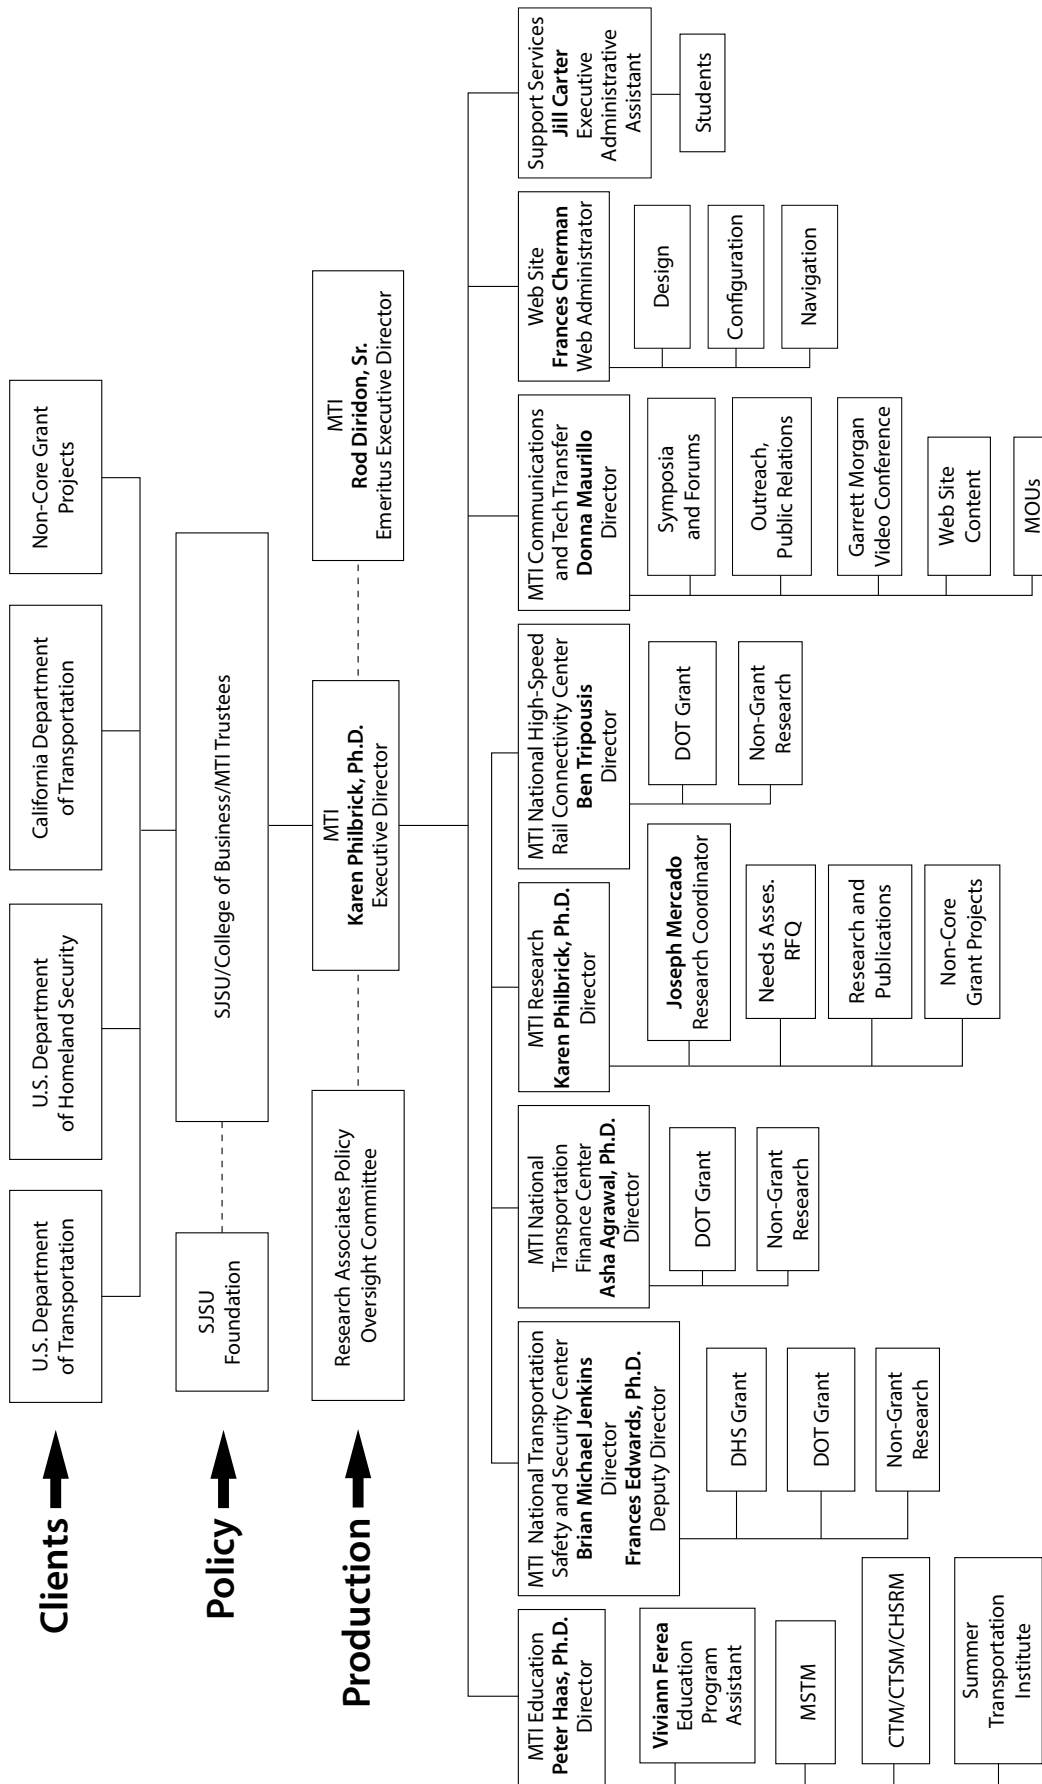 Clients
U.S. Department
of Transportation
U.S. Department
of Homeland Security
California Department
of Transportation
Non-Core Grant
Projects
Policy
SJSU
Foundation
SJSU/College of Business/MTI Trustees
Production
Research Associates Policy
Oversight Committee
MTI
Karen Philbrick, Ph.D.
Executive Director
MTI
Rod Diridon, Sr.
Emeritus Executive Director
MTI Education
Peter Haas, Ph.D.
Director
Viviann Ferea
Education
Program
Assistant
MSTM
CTM/CTSM/CHSRM
Summer
Transportation
Institute
MTI National Transportation
Safety and Security Center
Brian Michael Jenkins
Director
Frances Edwards, Ph.D.
Deputy Director
DHS Grant
DOT Grant
Non-Grant
Research
MTI National
Transportation
Finance Center
Asha Agrawal, Ph.D.
Director
DOT Grant
Non-Grant
Research
MTI Research
Karen Philbrick, Ph.D.
Director
Joseph Mercado
Research Coordinator
Needs Asses.
RFQ
Research and
Publications
Non-Core
Grant Projects
MTI National High-Speed
Rail Connectivity Center
Ben Tripousis
Director
DOT Grant
Non-Grant
Research
MTI Communications
and Tech Transfer
Donna Maurillo
Director
Symposia
and Forums
Outreach,
Public Relations
Garrett Morgan
Video Conference
Web Site
Content
MOUs
Web Site
Frances Cherman
Web Administrator
Design
Configuration
Navigation
Support Services
Jill Carter
Executive
Administrative
Assistant
Students